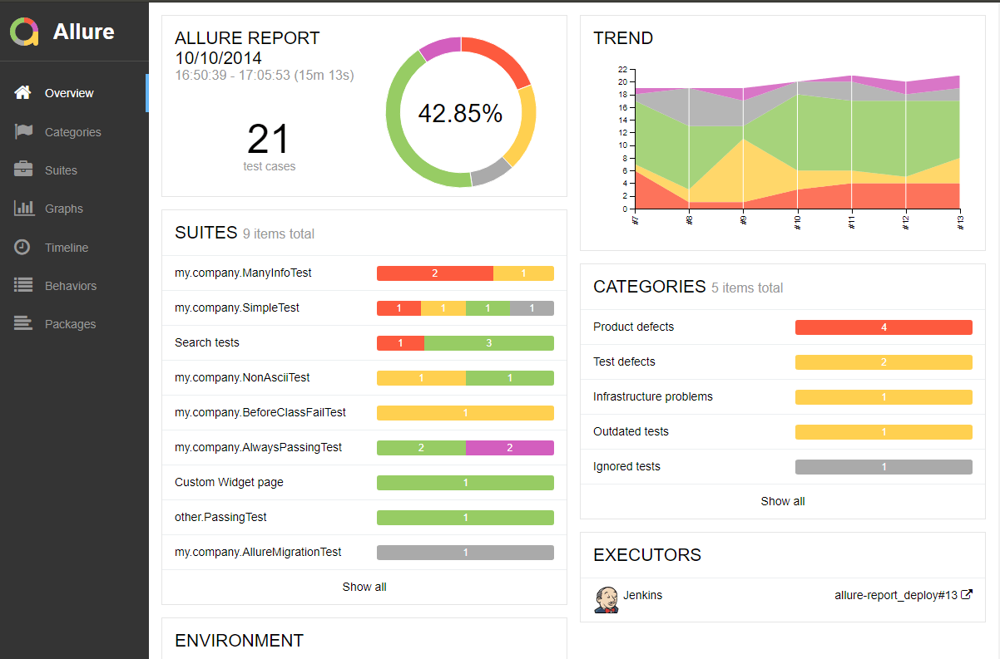 Allure
Overview
Categories
Suites
Graphs
Timeline
Behaviors
Packages
ALLURE REPORT
10/10/2014
16:50:39 - 17:05:53 (15m 13s)
21
test cases
42.85%
SUITES 9 items total
my.company.ManyInfoTest 2 1
my.company.SimpleTest 1 1 1 1
Search tests 1 3
my.company.NonAsciiTest 1 1
my.company.BeforeClassFailTest 1
my.company.AlwaysPassingTest 2 2
Custom Widget page 1
other.PassingTest 1
my.company.AllureMigrationTest 1
Show all
ENVIRONMENT
TREND
22
20
18
16
14
12
10
8
6
4
2
0
#7 #8 #9 #10 #11 #12 #13
CATEGORIES 5 items total
Product defects 4
Test defects 2
Infrastructure problems 1
Outdated tests 1
Ignored tests 1
Show all
EXECUTORS
Jenkins allure-report_deploy#13